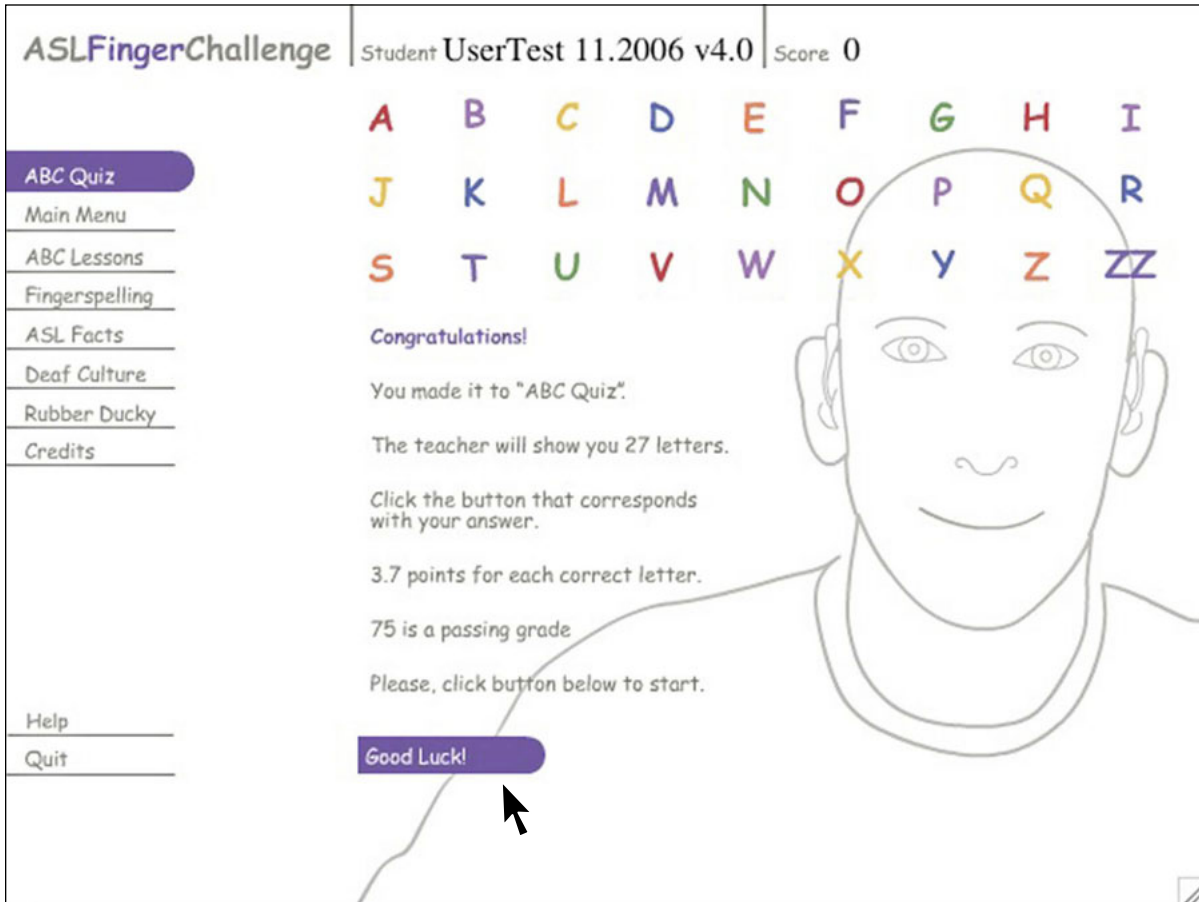 ASLFingerChallenge Student UserTest 11.2006 v4.0 Score 0
A B C D E F G H I
J K L M N O P Q R
S T U V W X Y Z ZZ
ABC Quiz
Main Menu
ABC Lessons
Fingerspelling
ASL Facts
Deaf Culture
Rubber Ducky
Credits
Help
Quit
Congratulations!
You made it to “ABC Quiz”.
The teacher will show you 27 letters.
Click the button that corresponds
with your answer.
3.7 points for each correct letter.
75 is a passing grade
Please, click button below to start.
Good Luck!